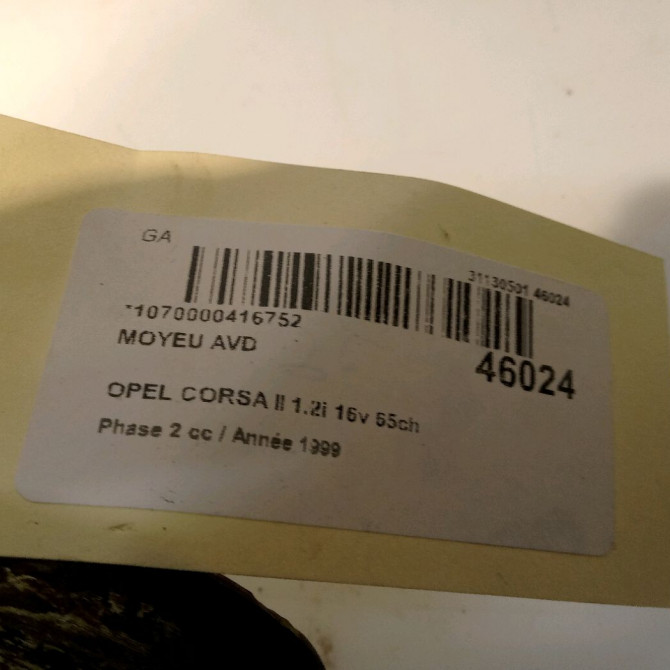 GA
31130501 46024
*1070000416752
46024
MOYEU AVD
OPEL CORSA II 1.2i 16v 65ch
Phase 2 cc / Année 1999